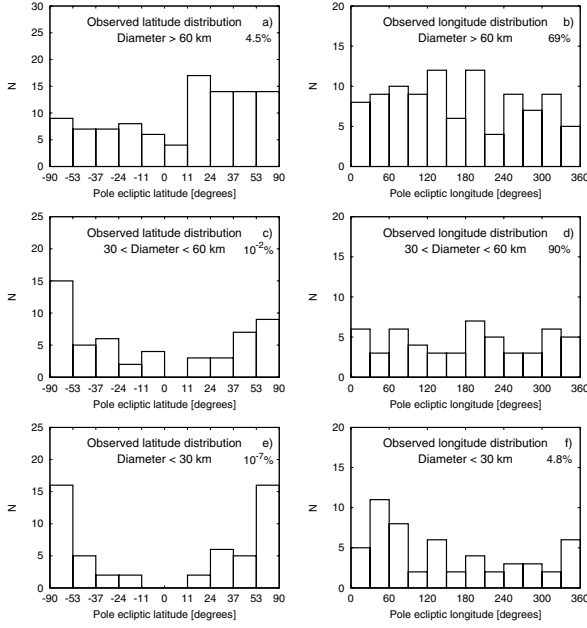 Observed latitude distribution a)
Diameter > 60 km 4.5%
30
25
20
15
10
5
0
N
-90 -53 -37 -24 -11 0 11 24 37 53 90
Pole ecliptic latitude [degrees]
Observed longitude distribution b)
Diameter > 60 km 69%
20
15
10
5
0
N
0 60 120 180 240 300 360
Pole ecliptic longitude [degrees]
Observed latitude distribution c)
30 < Diameter < 60 km 10^-2%
25
20
15
10
5
0
N
-90 -53 -37 -24 -11 0 11 24 37 53 90
Pole ecliptic latitude [degrees]
Observed longitude distribution d)
30 < Diameter < 60 km 90%
20
15
10
5
0
N
0 60 120 180 240 300 360
Pole ecliptic longitude [degrees]
Observed latitude distribution e)
Diameter < 30 km 10^-7%
25
20
15
10
5
0
N
-90 -53 -37 -24 -11 0 11 24 37 53 90
Pole ecliptic latitude [degrees]
Observed longitude distribution f)
Diameter < 30 km 4.8%
20
15
10
5
0
N
0 60 120 180 240 300 360
Pole ecliptic longitude [degrees]